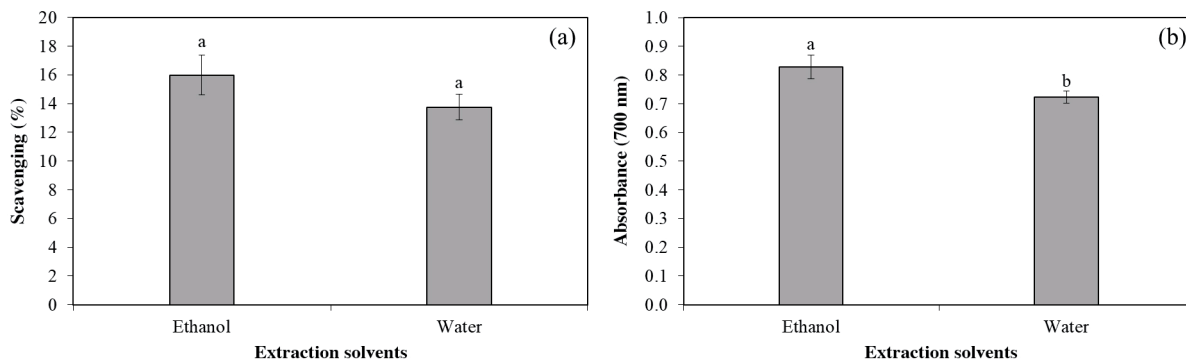 Scavenging (%)
20
18
16
14
12
10
8
6
4
2
0
a
a
(a)
Ethanol
Water
Extraction solvents
Absorbance (700 nm)
1.0
0.9
0.8
0.7
0.6
0.5
0.4
0.3
0.2
0.1
0.0
a
b
(b)
Ethanol
Water
Extraction solvents